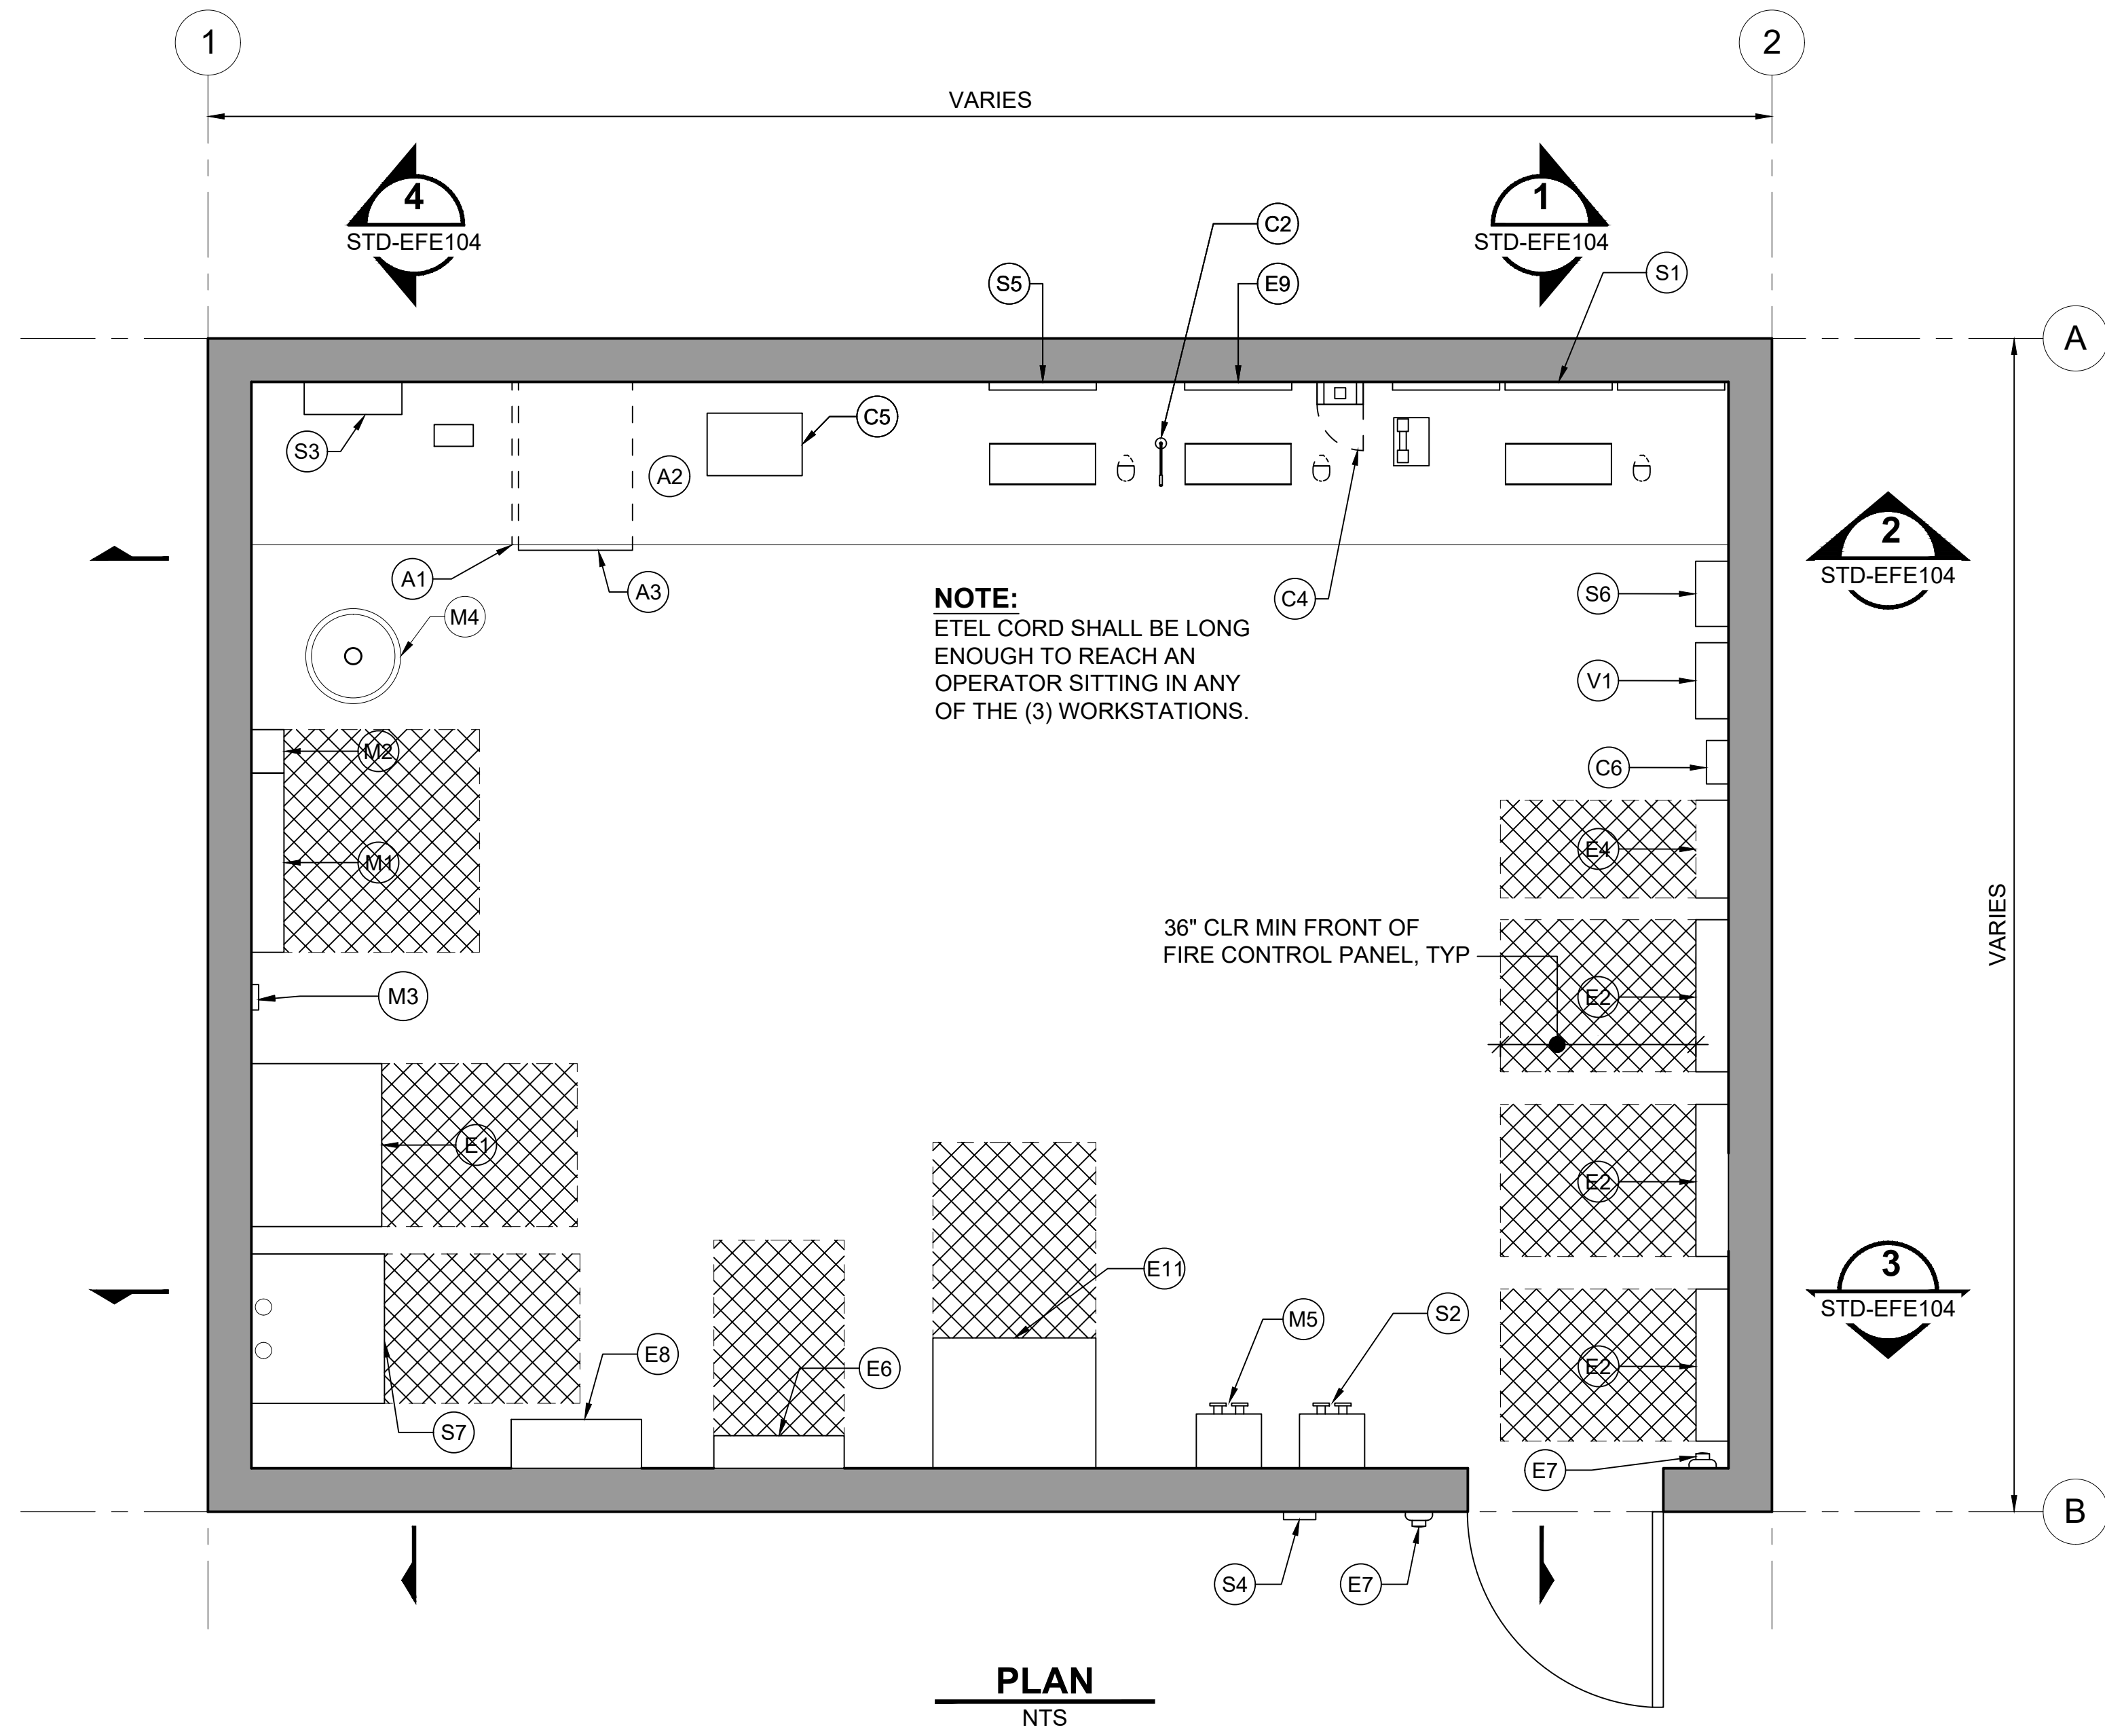 1
2
VARIES
4
STD-EFE104
1
STD-EFE104
C2
S5
E9
S1
A
S3
C5
A2
2
STD-EFE104
A1
A3
M4
C4
S6
NOTE:
ETEL CORD SHALL BE LONG
ENOUGH TO REACH AN
OPERATOR SITTING IN ANY
OF THE (3) WORKSTATIONS.
V1
M2
C6
M1
E4
VARIES
36" CLR MIN FRONT OF
FIRE CONTROL PANEL, TYP
M3
E2
E1
E2
E11
3
STD-EFE104
M5
S2
E8
E6
E2
S7
E7
B
S4
E7
PLAN
NTS